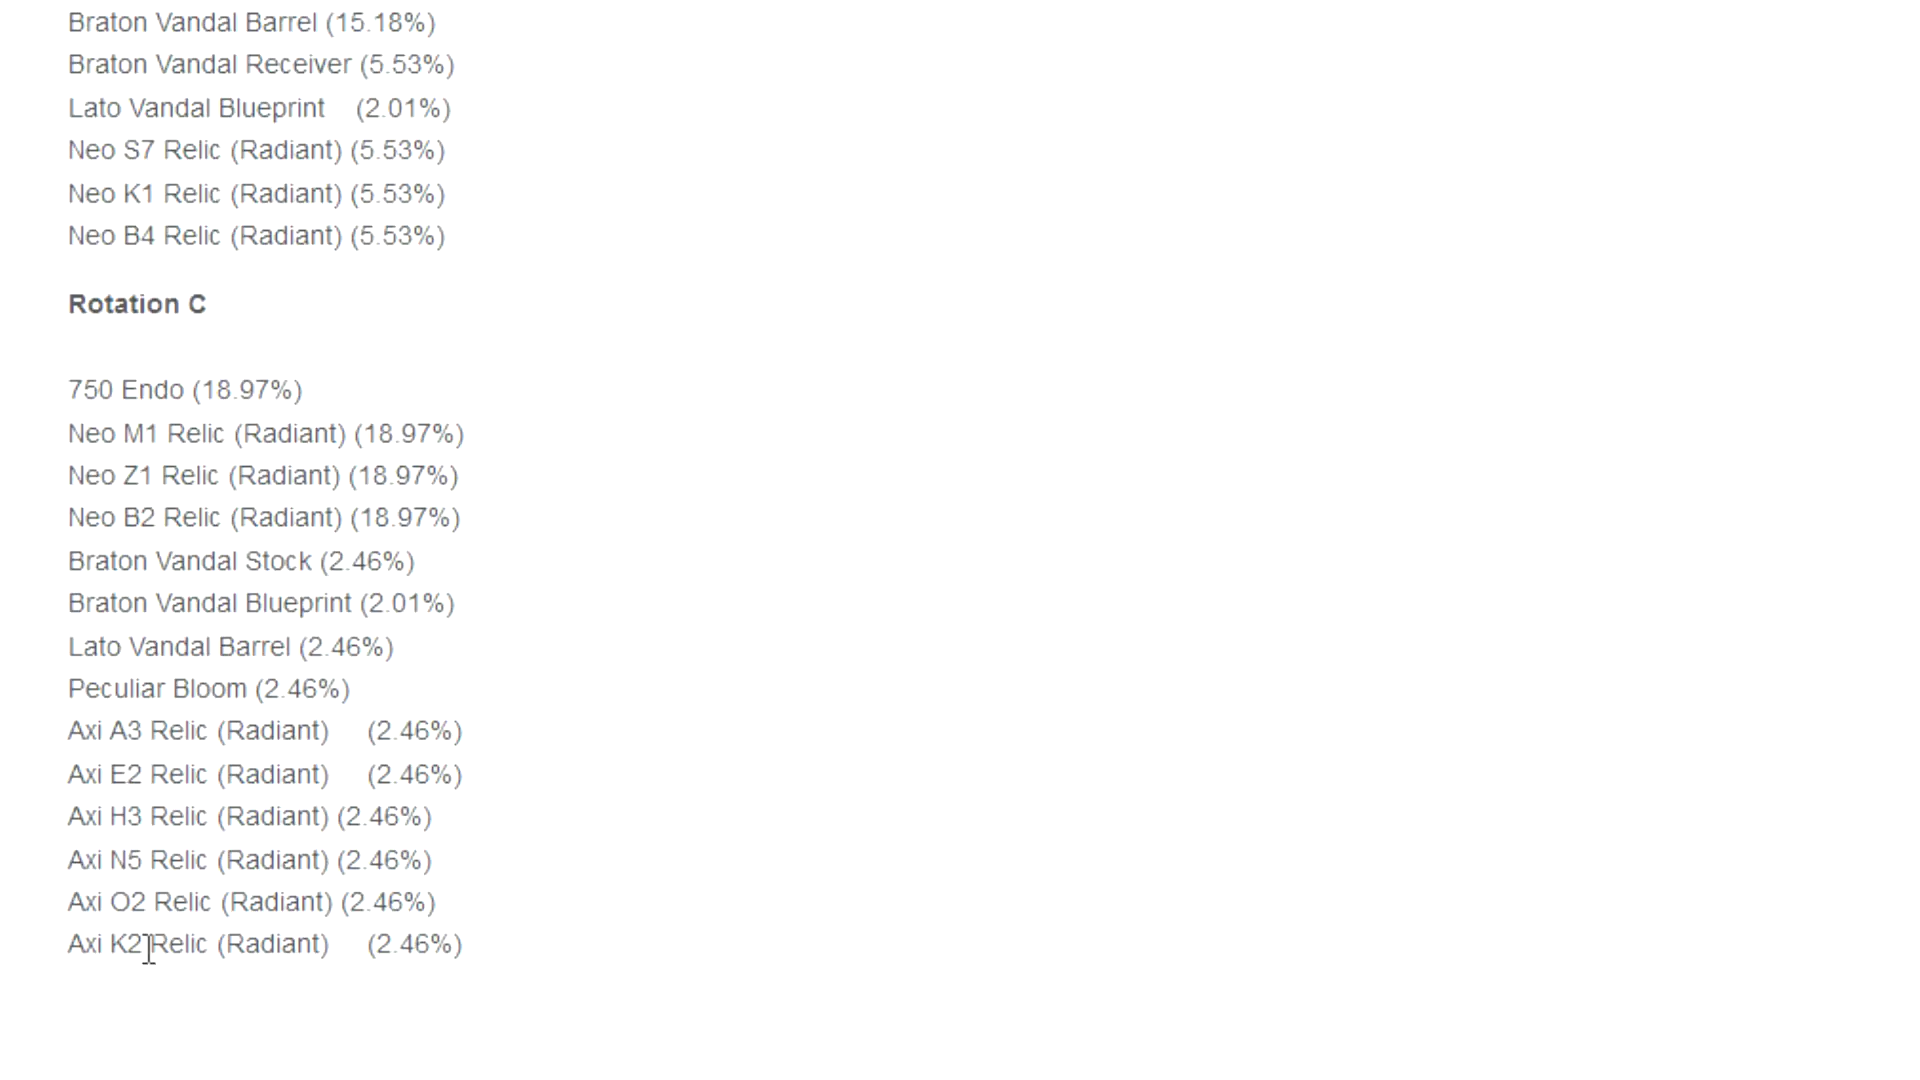 Braton Vandal Barrel (15.18%)
Braton Vandal Receiver (5.53%)
Lato Vandal Blueprint (2.01%)
Neo S7 Relic (Radiant) (5.53%)
Neo K1 Relic (Radiant) (5.53%)
Neo B4 Relic (Radiant) (5.53%)
Rotation C
750 Endo (18.97%)
Neo M1 Relic (Radiant) (18.97%)
Neo Z1 Relic (Radiant) (18.97%)
Neo B2 Relic (Radiant) (18.97%)
Braton Vandal Stock (2.46%)
Braton Vandal Blueprint (2.01%)
Lato Vandal Barrel (2.46%)
Peculiar Bloom (2.46%)
Axi A3 Relic (Radiant) (2.46%)
Axi E2 Relic (Radiant) (2.46%)
Axi H3 Relic (Radiant) (2.46%)
Axi N5 Relic (Radiant) (2.46%)
Axi O2 Relic (Radiant) (2.46%)
Axi K2 Relic (Radiant) (2.46%)